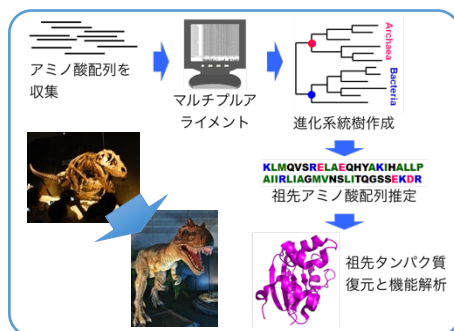 アミノ酸配列を
収集
マルチプルア
ライメント
Archaea
Bacteria
進化系統樹作成
KLMQVSRELAEQHYAKIHALLP
AIIRLIAGMVNSLITQGSSEKDR
祖先アミノ酸配列推定
祖先タンパク質
復元と機能解析